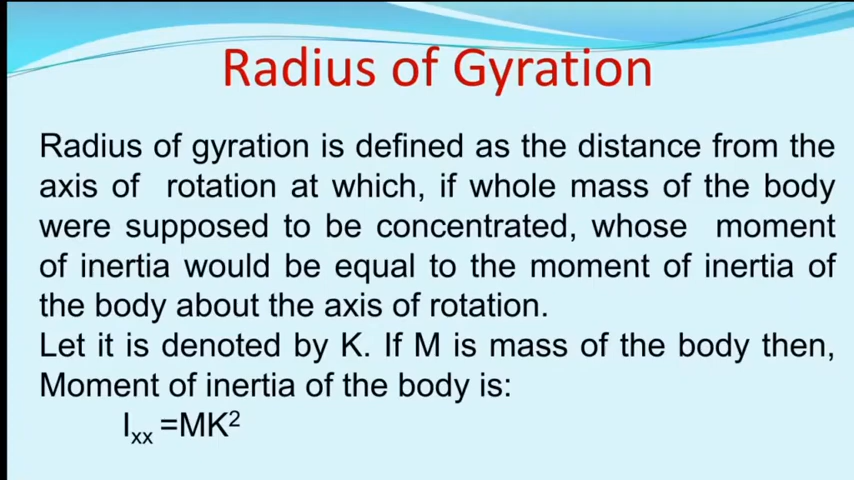 Radius of Gyration
Radius of gyration is defined as the distance from the
axis of rotation at which, if whole mass of the body
were supposed to be concentrated, whose moment
of inertia would be equal to the moment of inertia of
the body about the axis of rotation.
Let it is denoted by K. If M is mass of the body then,
Moment of inertia of the body is:
Iₓₓ =MK²